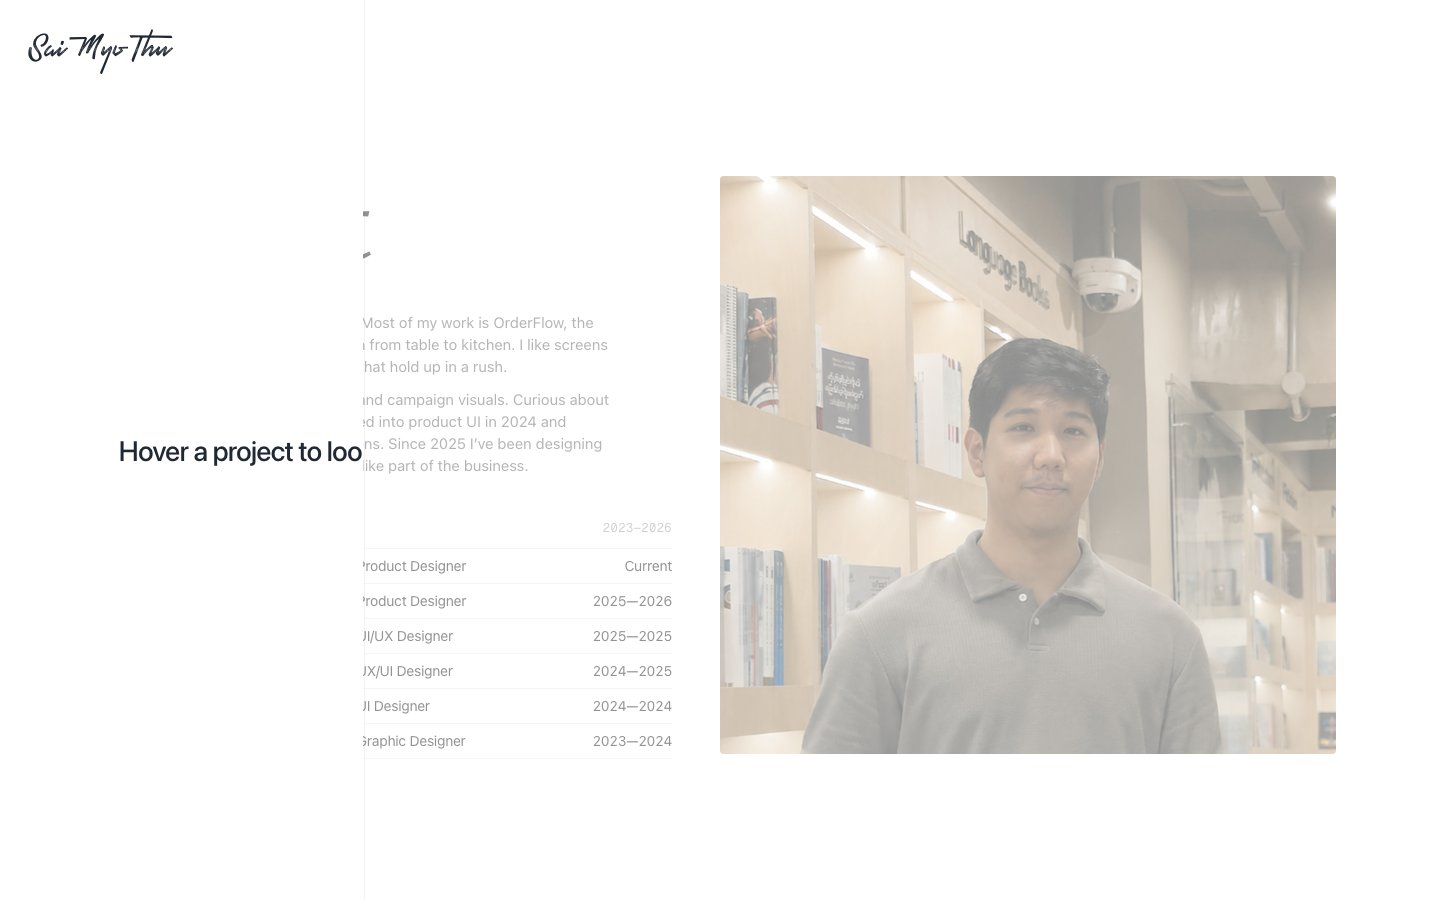 Sai Myo Thu
Hover a project to loo
Most of my work is OrderFlow, the
from table to kitchen. I like screens
hat hold up in a rush.
nd campaign visuals. Curious about
ed into product UI in 2024 and
ns. Since 2025 I've been designing
like part of the business.
2023—2026
Product Designer Current
Product Designer 2025—2026
UI/UX Designer 2025—2025
UX/UI Designer 2024—2025
UI Designer 2024—2024
Graphic Designer 2023—2024
Language Books